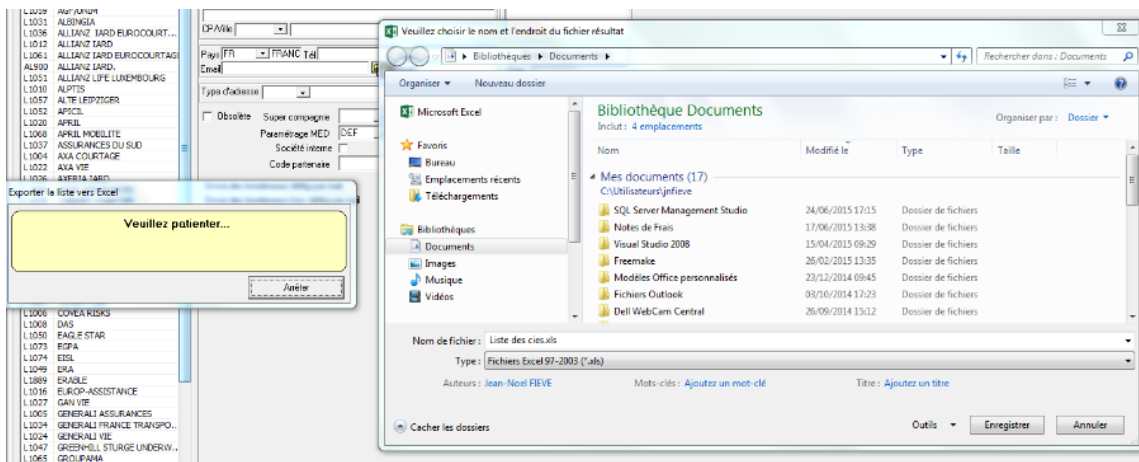 L1059 AGF/UNIM
L1031 ALBINGIA
L1036 ALLIANZ IARD EUROCOURT...
L1012 ALLIANZ IARD
L1061 ALLIANZ IARD EUROCOURTAGE
AL900 ALLIANZ IARD.
L1051 ALLIANZ LIFE LUXEMBOURG
L1010 ALPTIS
L1057 ALTE LEIPZIGER
L1052 APICIL
L1020 APRIL
L1068 APRIL MOBILITE
L1037 ASSURANCES DU SUD
L1004 AXA COURTAGE
L1022 AXA VIE
L1026 AXERIA IARD
CP/Ville
Pays FR FRANC Tél
Email
Type d'adresse
Obsolète Super compagnie
Paramétrage MED DEF
Société interne
Code partenaire
Exporter la liste vers Excel
Veuillez patienter...
Arrêter
L1006 COVEA RISKS
L1008 DAS
L1050 EAGLE STAR
L1073 EGPA
L1074 EISL
L1049 ERA
L1889 ERABLE
L1016 EUROP-ASSISTANCE
L1027 GAN VIE
L1005 GENERALI ASSURANCES
L1034 GENERALI FRANCE TRANSPO...
L1024 GENERALI VIE
L1047 GREENHILL STURGE UNDERW...
L1065 GROUPAMA
Veuillez choisir le nom et l'endroit du fichier résultat
Bibliothèques Documents
Rechercher dans : Documents
Organiser Nouveau dossier
Microsoft Excel
Favoris
Bureau
Emplacements récents
Téléchargements
Bibliothèques
Documents
Images
Musique
Vidéos
Bibliothèque Documents
Inclut : 4 emplacements
Organiser par : Dossier
Nom Modifié le Type Taille
Mes documents (17)
C:\Utilisateurs\jnfieve
SQL Server Management Studio 24/06/2015 17:15 Dossier de fichiers
Notes de Frais 17/06/2015 13:38 Dossier de fichiers
Visual Studio 2008 15/04/2015 09:29 Dossier de fichiers
Freemake 26/02/2015 13:35 Dossier de fichiers
Modèles Office personnalisés 23/12/2014 09:45 Dossier de fichiers
Fichiers Outlook 03/10/2014 17:23 Dossier de fichiers
Dell WebCam Central 26/09/2014 15:12 Dossier de fichiers
Nom de fichier : Liste des cies.xls
Type : Fichiers Excel 97-2003 (*.xls)
Auteurs : Jean-Noel FIEVE Mots-clés : Ajoutez un mot-clé Titre : Ajoutez un titre
Cacher les dossiers
Outils Enregistrer Annuler